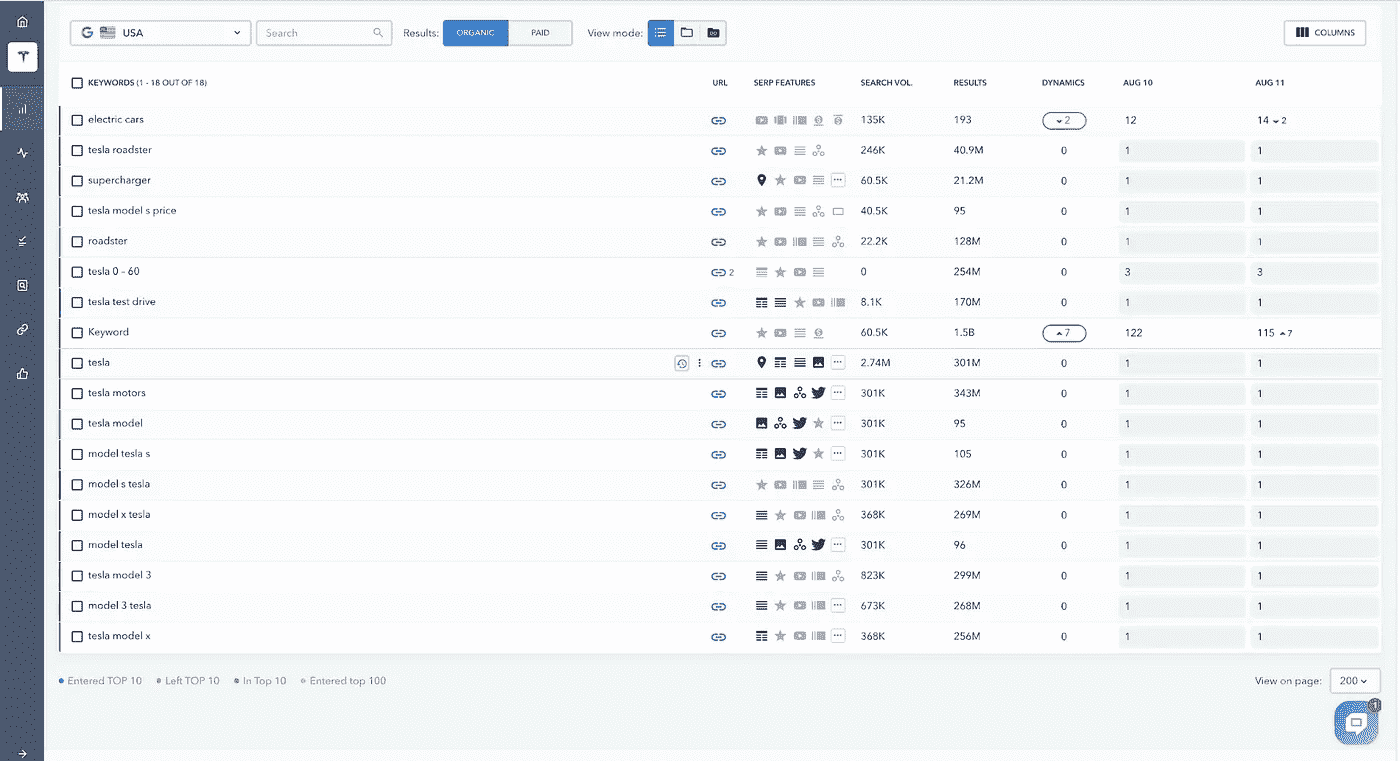 USA Search Results: ORGANIC PAID View mode: COLUMNS
KEYWORDS (1 - 18 OUT OF 18) URL SERP FEATURES SEARCH VOL. RESULTS DYNAMICS AUG 10 AUG 11
electric cars 135K 193 2 12 14 2
tesla roadster 246K 40.9M 0 1 1
supercharger 60.5K 21.2M 0 1 1
tesla model s price 40.5K 95 0 1 1
roadster 22.2K 128M 0 1 1
tesla 0 - 60 2 0 254M 0 3 3
tesla test drive 8.1K 170M 0 1 1
Keyword 60.5K 1.5B 7 122 115 7
tesla 2.74M 301M 0 1 1
tesla motors 301K 343M 0 1 1
tesla model 301K 95 0 1 1
model tesla s 301K 105 0 1 1
model s tesla 301K 326M 0 1 1
model x tesla 368K 269M 0 1 1
model tesla 301K 96 0 1 1
tesla model 3 823K 299M 0 1 1
model 3 tesla 673K 268M 0 1 1
tesla model x 368K 256M 0 1 1
Entered TOP 10 Left TOP 10 In Top 10 Entered top 100 View on page: 200